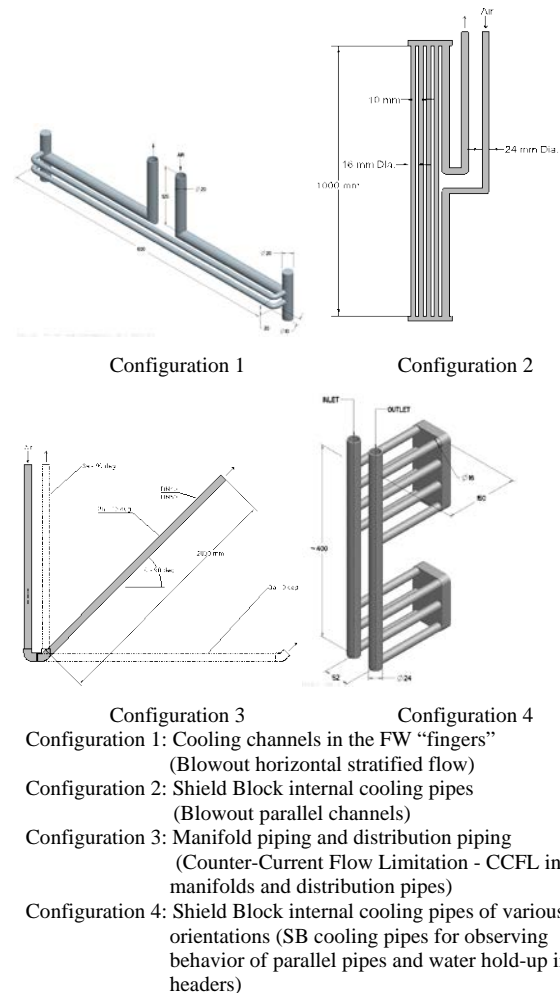 AIR
Air
10 mm
16 mm Dia.
24 mm Dia.
1000 mm
Configuration 1
Configuration 2
Air
INLET
OUTLET
2800 mm
Configuration 3
Configuration 4
Configuration 1: Cooling channels in the FW “fingers”
(Blowout horizontal stratified flow)
Configuration 2: Shield Block internal cooling pipes
(Blowout parallel channels)
Configuration 3: Manifold piping and distribution piping
(Counter-Current Flow Limitation - CCFL in
manifolds and distribution pipes)
Configuration 4: Shield Block internal cooling pipes of various
orientations (SB cooling pipes for observing
behavior of parallel pipes and water hold-up i
headers)